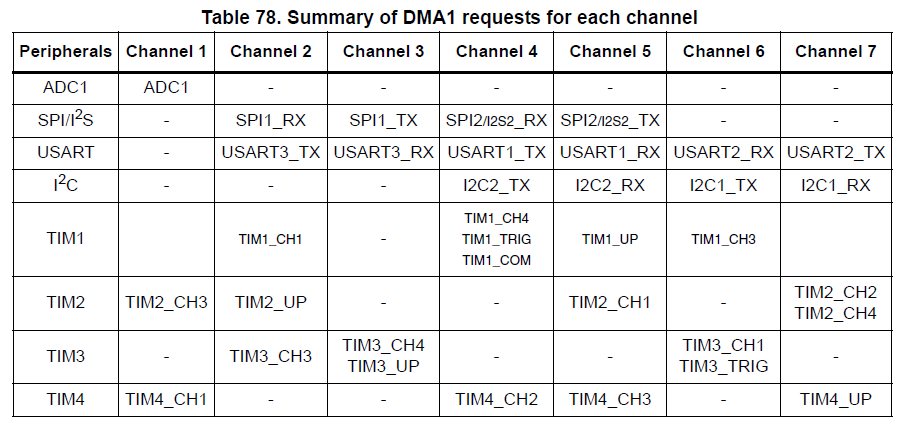 Table 78. Summary of DMA1 requests for each channel
Peripherals Channel 1 Channel 2 Channel 3 Channel 4 Channel 5 Channel 6 Channel 7
ADC1 ADC1 - - - - - -
SPI/I²S - SPI1_RX SPI1_TX SPI2/I2S2_RX SPI2/I2S2_TX - -
USART - USART3_TX USART3_RX USART1_TX USART1_RX USART2_RX USART2_TX
I²C - - - I2C2_TX I2C2_RX I2C1_TX I2C1_RX
TIM1 TIM1_CH1 - TIM1_CH4
TIM1_TRIG
TIM1_COM TIM1_UP TIM1_CH3
TIM2 TIM2_CH3 TIM2_UP - - TIM2_CH1 - TIM2_CH2
TIM2_CH4
TIM3 - TIM3_CH3 TIM3_CH4
TIM3_UP - - TIM3_CH1
TIM3_TRIG -
TIM4 TIM4_CH1 - - TIM4_CH2 TIM4_CH3 - TIM4_UP